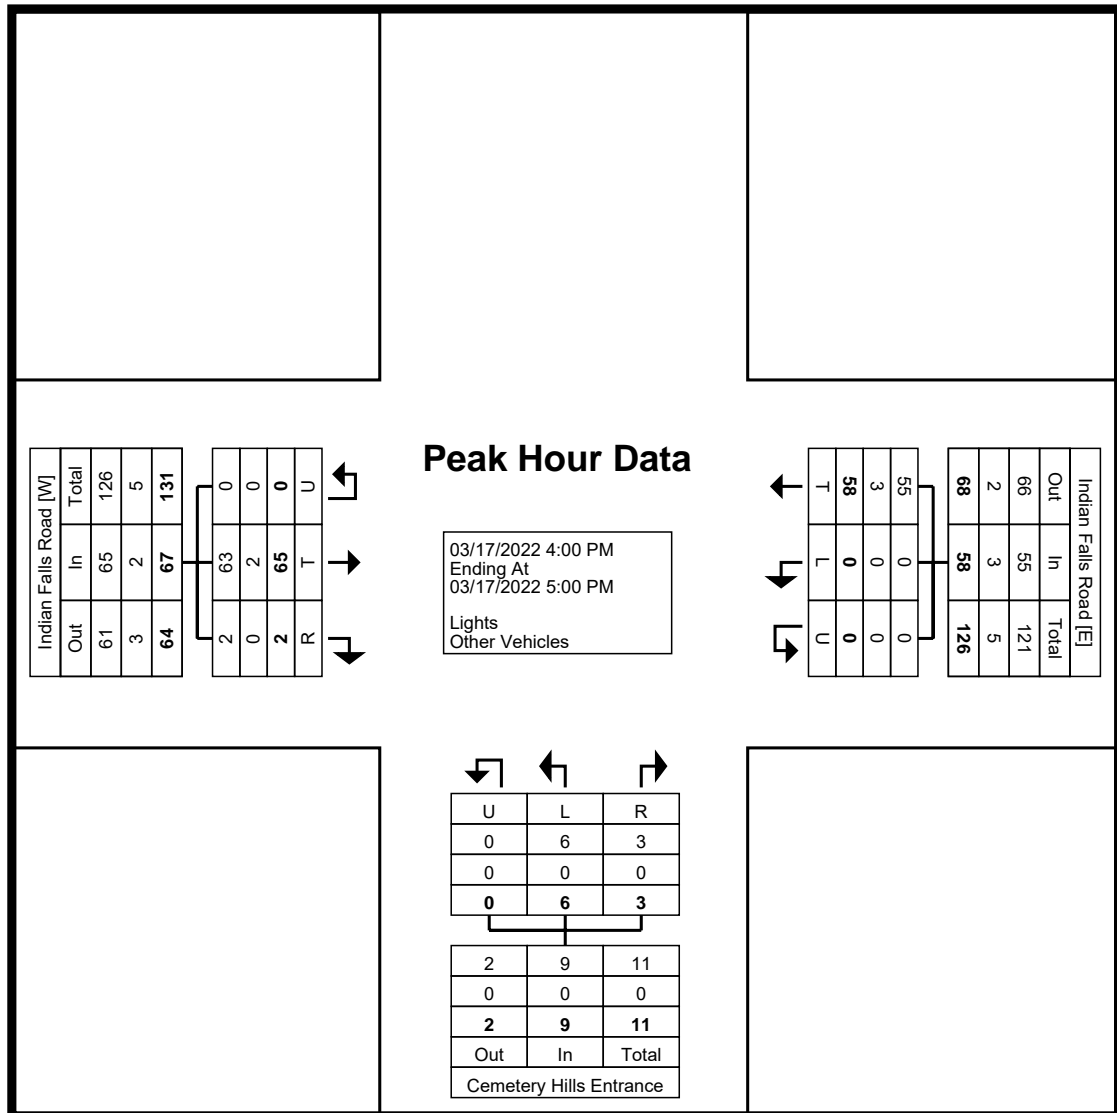 Peak Hour Data
03/17/2022 4:00 PM
Ending At
03/17/2022 5:00 PM
Lights
Other Vehicles
Indian Falls Road [W]
Total In Out
126 65 61
5 2 3
131 67 64
0 63 2
0 2 0
0 65 2
U T R
Indian Falls Road [E]
Out In Total
66 55 121
2 3 5
68 58 126
55 0 0
3 0 0
58 0 0
T L U
U L R
0 6 3
0 0 0
0 6 3
2 9 11
0 0 0
2 9 11
Out In Total
Cemetery Hills Entrance